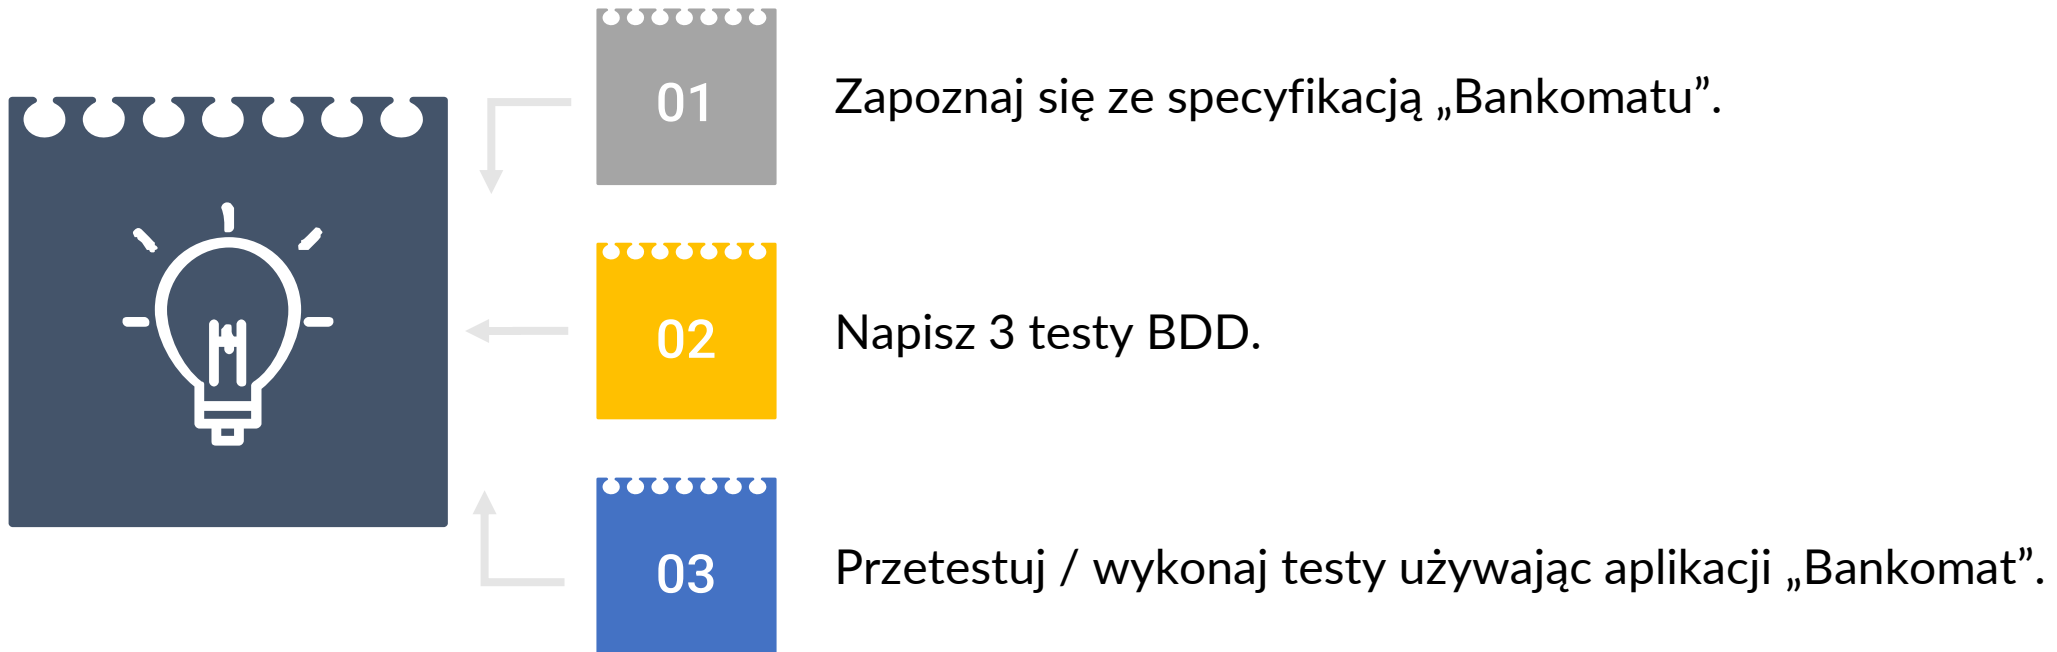 01
Zapoznaj się ze specyfikacją „Bankomatu”.
02
Napisz 3 testy BDD.
03
Przetestuj / wykonaj testy używając aplikacji „Bankomat”.